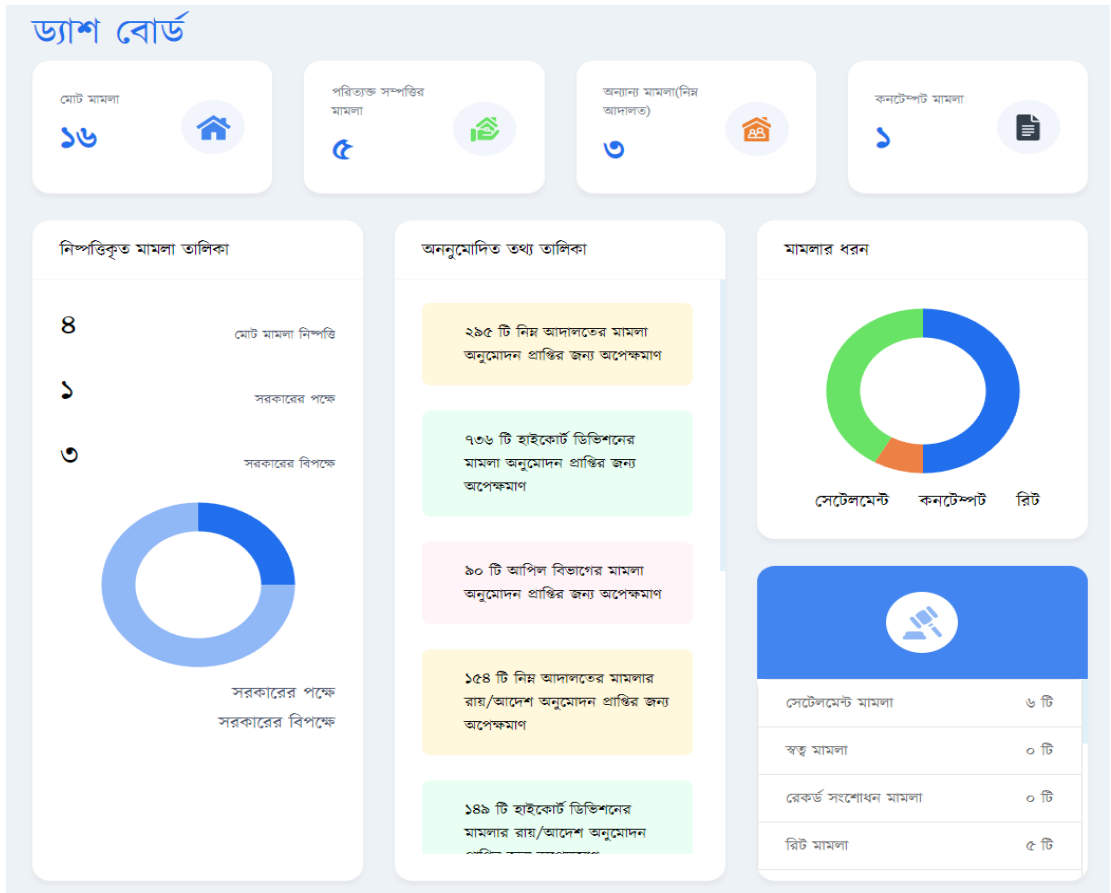 ড্যাশ বোর্ড
মোট মামলা
১৬
পরিত্যক্ত সম্পত্তির
মামলা
৫
অন্যান্য মামলা(নিম্ন
আদালত)
৩
কনটেম্পট মামলা
১
নিষ্পত্তিকৃত মামলা তালিকা
৪
মোট মামলা নিষ্পত্তি
১
সরকারের পক্ষে
৩
সরকারের বিপক্ষে
সরকারের পক্ষে
সরকারের বিপক্ষে
অননুমোদিত তথ্য তালিকা
২৯৫ টি নিম্ন আদালতের মামলা
অনুমোদন প্রাপ্তির জন্য অপেক্ষমাণ
৭৩৬ টি হাইকোর্ট ডিভিশনের
মামলা অনুমোদন প্রাপ্তির জন্য
অপেক্ষমাণ
৯০ টি আপিল বিভাগের মামলা
অনুমোদন প্রাপ্তির জন্য অপেক্ষমাণ
১৫৪ টি নিম্ন আদালতের মামলার
রায়/আদেশ অনুমোদন প্রাপ্তির জন্য
অপেক্ষমাণ
১৪৯ টি হাইকোর্ট ডিভিশনের
মামলার রায়/আদেশ অনুমোদন
মামলার ধরন
সেটেলমেন্ট কনটেম্পট রিট
সেটেলমেন্ট মামলা ৬ টি
স্বত্ব মামলা ০ টি
রেকর্ড সংশোধন মামলা ০ টি
রিট মামলা ৫ টি